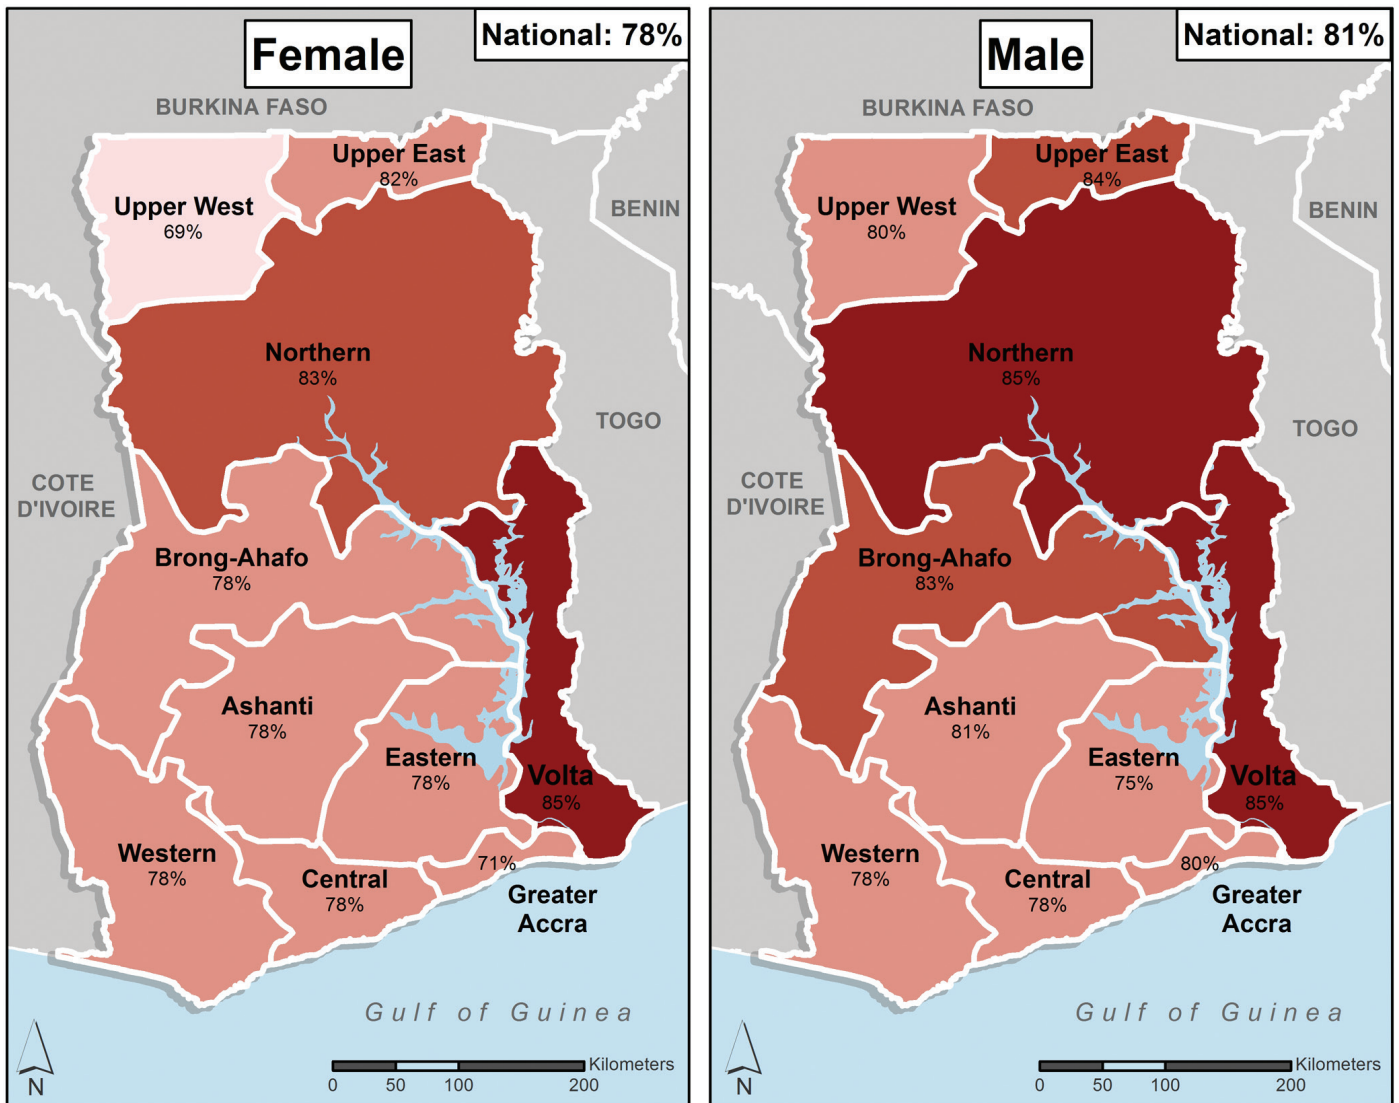 Female
National: 78%
BURKINA FASO
Upper East
82%
Upper West
69%
BENIN
Northern
83%
TOGO
COTE
D'IVOIRE
Brong-Ahafo
78%
Ashanti
78%
Eastern
78%
Volta
85%
Western
78%
Central
78%
71%
Greater
Accra
Gulf of Guinea
N
Kilometers
0 50 100 200
Male
National: 81%
BURKINA FASO
Upper East
84%
Upper West
80%
BENIN
Northern
85%
TOGO
COTE
D'IVOIRE
Brong-Ahafo
83%
Ashanti
81%
Eastern
75%
Volta
85%
Western
78%
Central
78%
80%
Greater
Accra
Gulf of Guinea
N
Kilometers
0 50 100 200